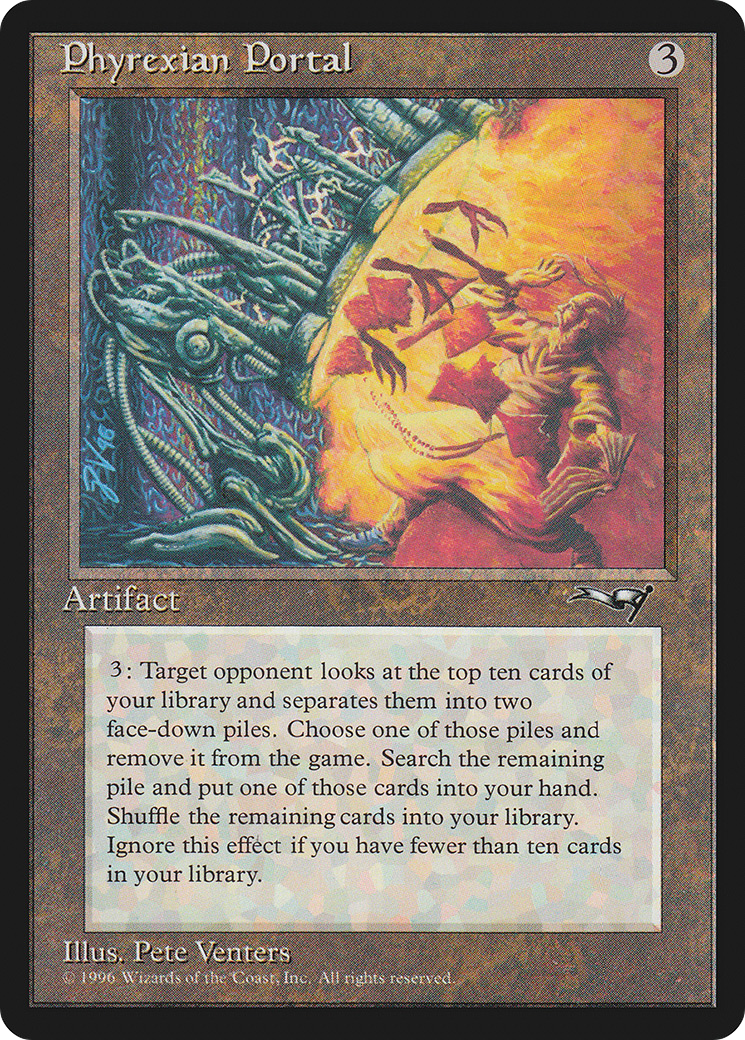 Phyrexian Portal
3
PV96
Artifact
3: Target opponent looks at the top ten cards of
your library and separates them into two
face-down piles. Choose one of those piles and
remove it from the game. Search the remaining
pile and put one of those cards into your hand.
Shuffle the remaining cards into your library.
Ignore this effect if you have fewer than ten cards
in your library.
Illus. Pete Venters
© 1996 Wizards of the Coast, Inc. All rights reserved.